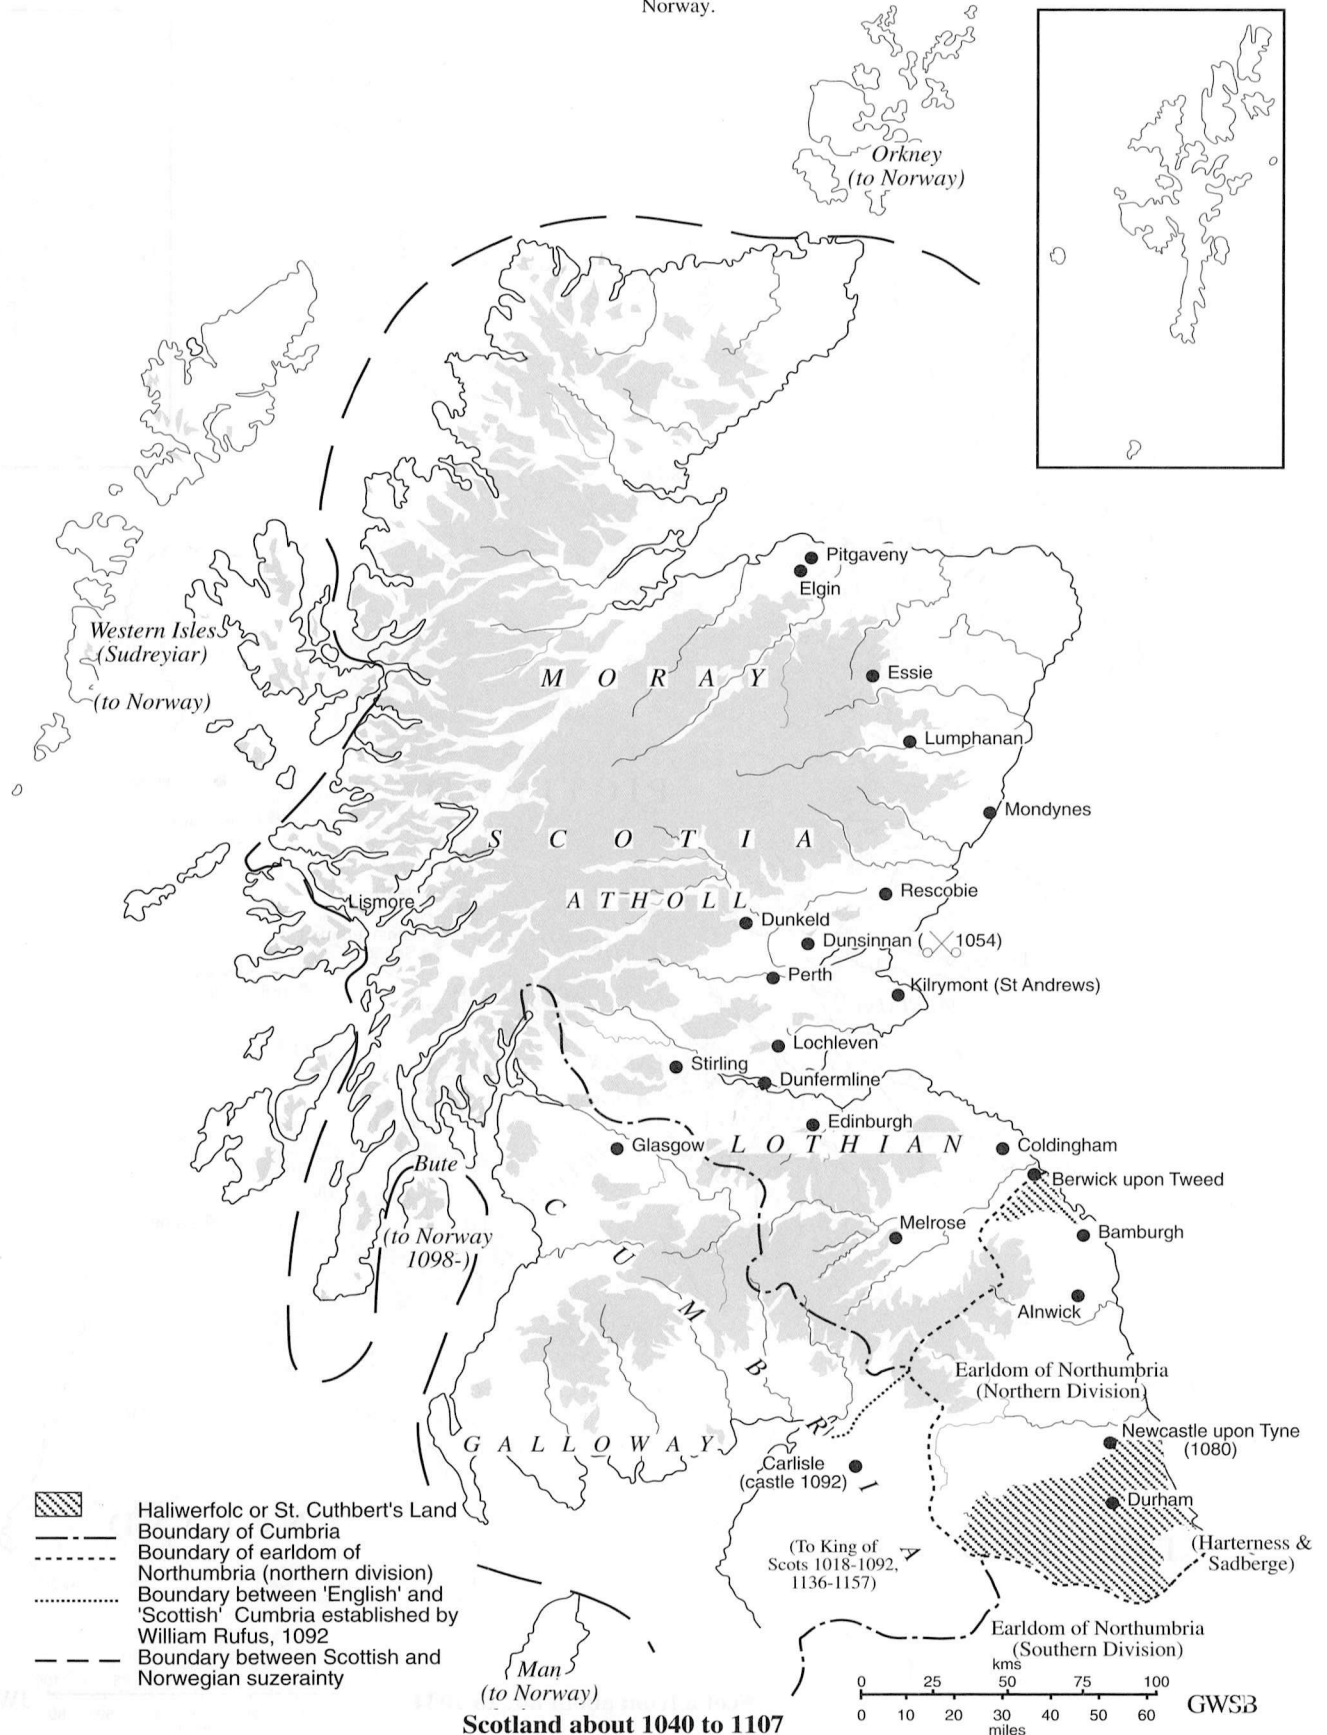 Norway.
Orkney
(to Norway)
Pitgaveny
Elgin
Western Isles
(Sudreyiar)
(to Norway)
MORAY
Essie
Lumphanan
Mondynes
SCOTIA
ATHOLL
Rescobie
Lismore
Dunkeld
Dunsinnan ( 1054)
Perth
Kilrymont (St Andrews)
Lochleven
Stirling
Dunfermline
Edinburgh
Glasgow
LOTHIAN
Coldingham
Bute
Berwick upon Tweed
(to Norway
1098-)
Melrose
Bamburgh
CUMBRIA
Alnwick
Earldom of Northumbria
(Northern Division)
GALLOWAY
Newcastle upon Tyne
(1080)
Carlisle
(castle 1092)
Durham
(To King of
Scots 1018-1092,
1136-1157)
(Harterness &
Sadberge)
Earldom of Northumbria
(Southern Division)
Haliwerfolc or St. Cuthbert's Land
Boundary of Cumbria
Boundary of earldom of
Northumbria (northern division)
Boundary between 'English' and
'Scottish' Cumbria established by
William Rufus, 1092
Boundary between Scottish and
Norwegian suzerainty
Man
(to Norway)
kms
0 25 50 75 100
0 10 20 30 40 50 60
miles
GWSB
Scotland about 1040 to 1107